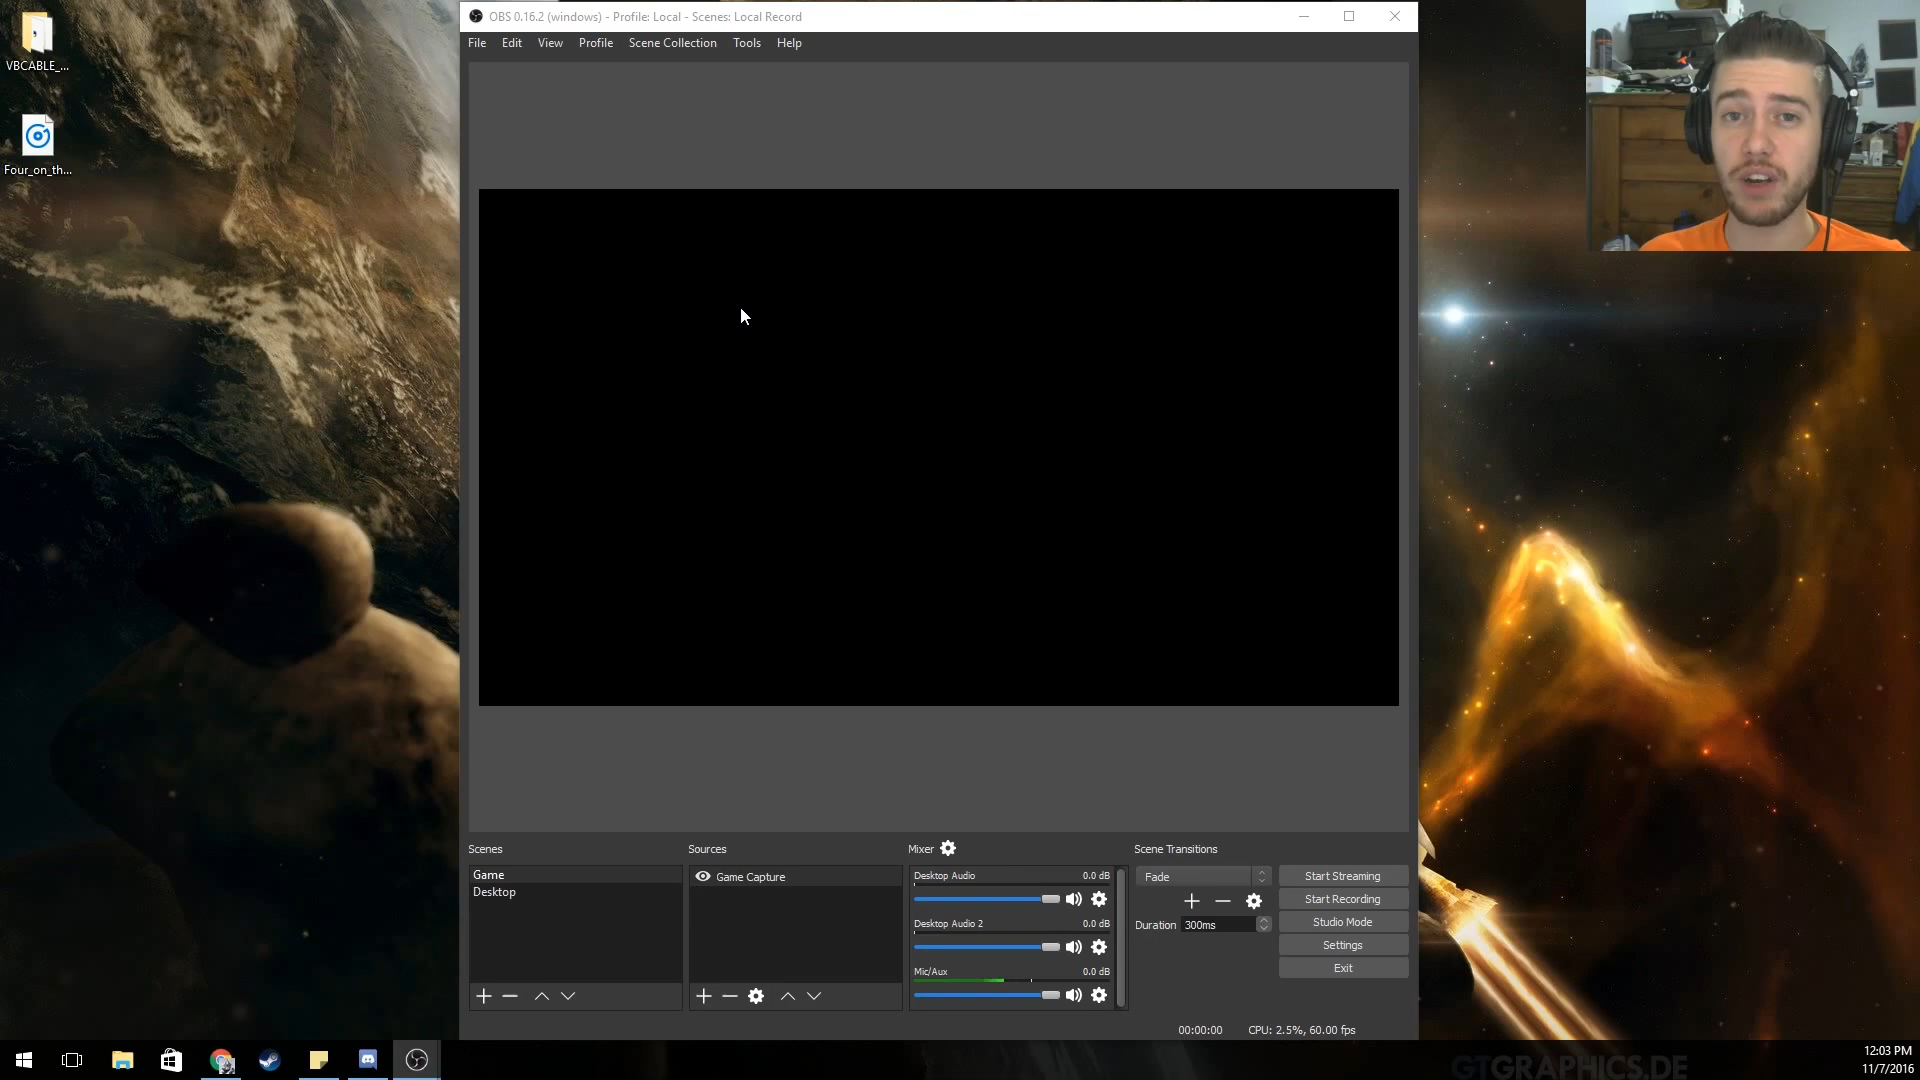 VBCABLE_...
Four_on_th...
OBS 0.16.2 (windows) - Profile: Local - Scenes: Local Record
File Edit View Profile Scene Collection Tools Help
Scenes
Game
Desktop
Sources
Game Capture
Mixer
Desktop Audio 0.0 dB
Desktop Audio 2 0.0 dB
Mic/Aux 0.0 dB
Scene Transitions
Fade
Duration 300ms
Start Streaming
Start Recording
Studio Mode
Settings
Exit
00:00:00 CPU: 2.5%, 60.00 fps
GTGRAPHICS.DE
12:03 PM
11/7/2016